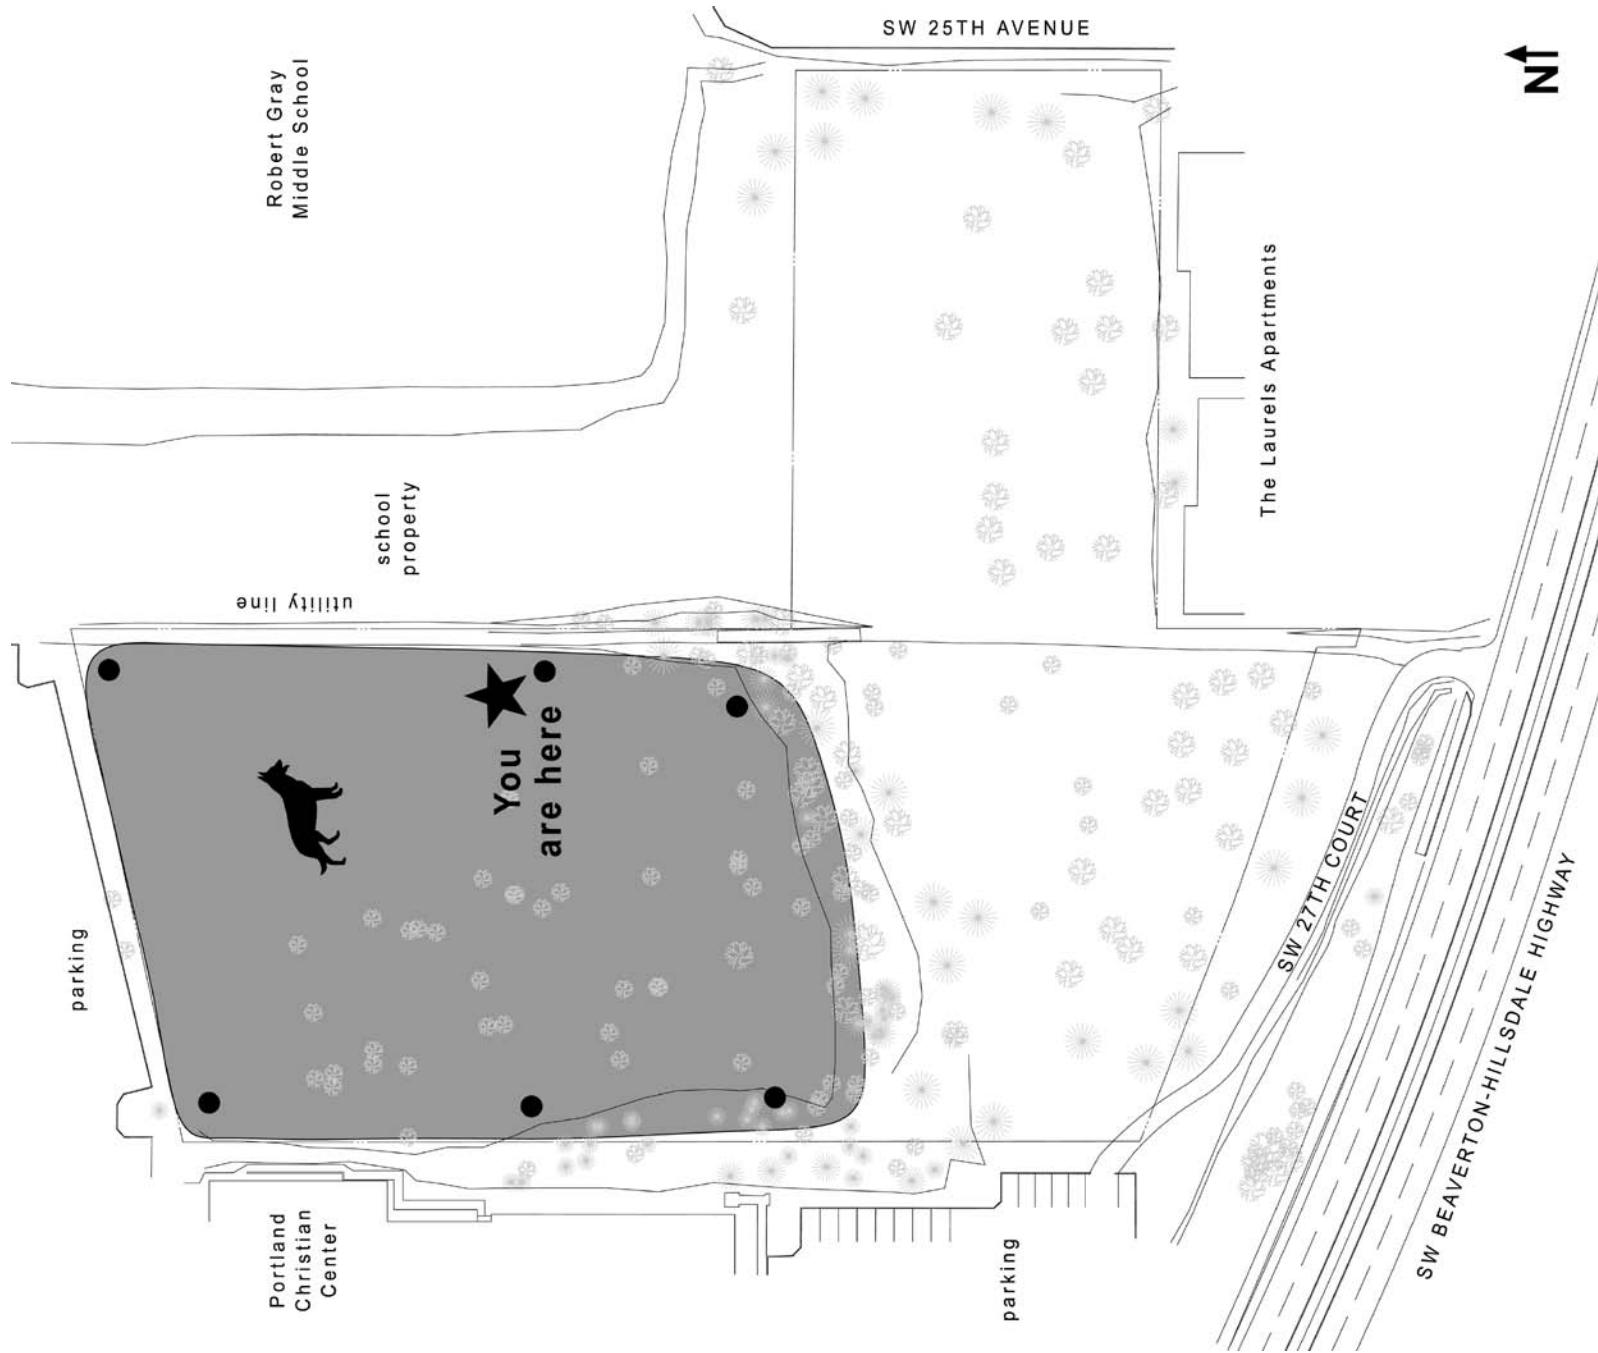 SW 25TH AVENUE
N
Robert Gray
Middle School
The Laurels Apartments
school
property
utility line
You
are here
parking
SW 27TH COURT
SW BEAVERTON-HILLSDALE HIGHWAY
Portland
Christian
Center
parking